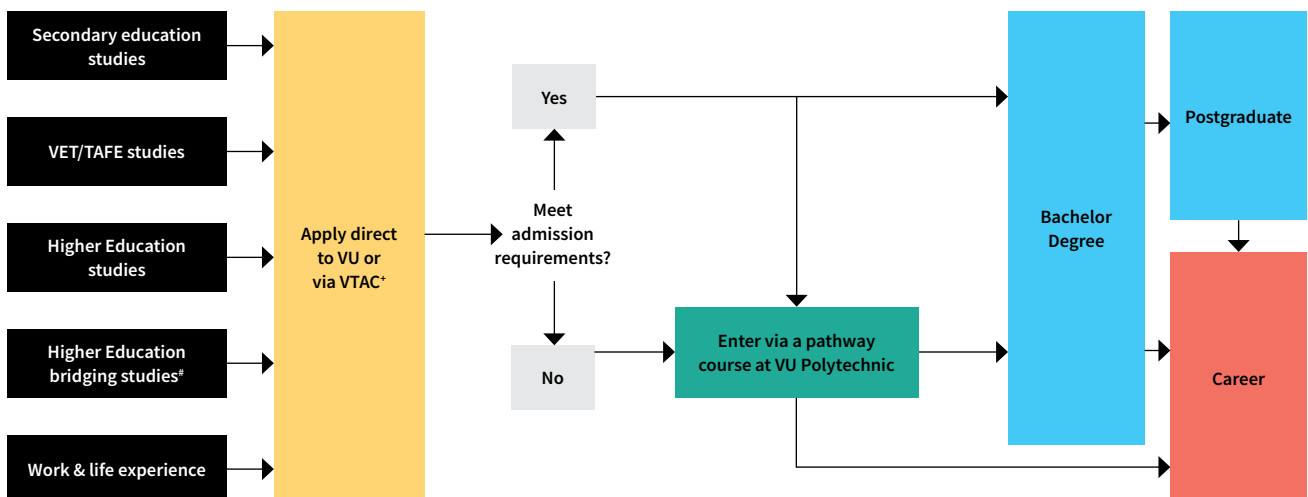 Secondary education
studies
VET/TAFE studies
Higher Education
studies
Higher Education
bridging studies#
Work & life experience
Apply direct
to VU or
via VTAC+
Yes
Meet
admission
requirements?
No
Enter via a pathway
course at VU Polytechnic
Bachelor
Degree
Postgraduate
Career